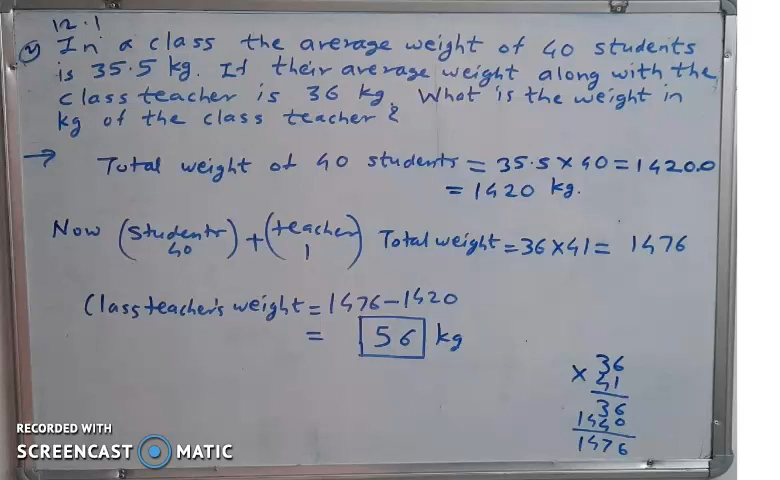 12.1
4) In a class the average weight of 40 students
is 35.5 kg. If their average weight along with the
class teacher is 36 kg, What is the weight in
kg of the class teacher?
→ Total weight of 40 students = 35.5 × 40 = 1420.0
= 1420 kg.
Now (students 40) + (teacher 1) Total weight = 36 × 41 = 1476
Class teacher's weight = 1476 - 1420
= 56 kg
36
× 41
36
1440
1476
RECORDED WITH
SCREENCAST MATIC